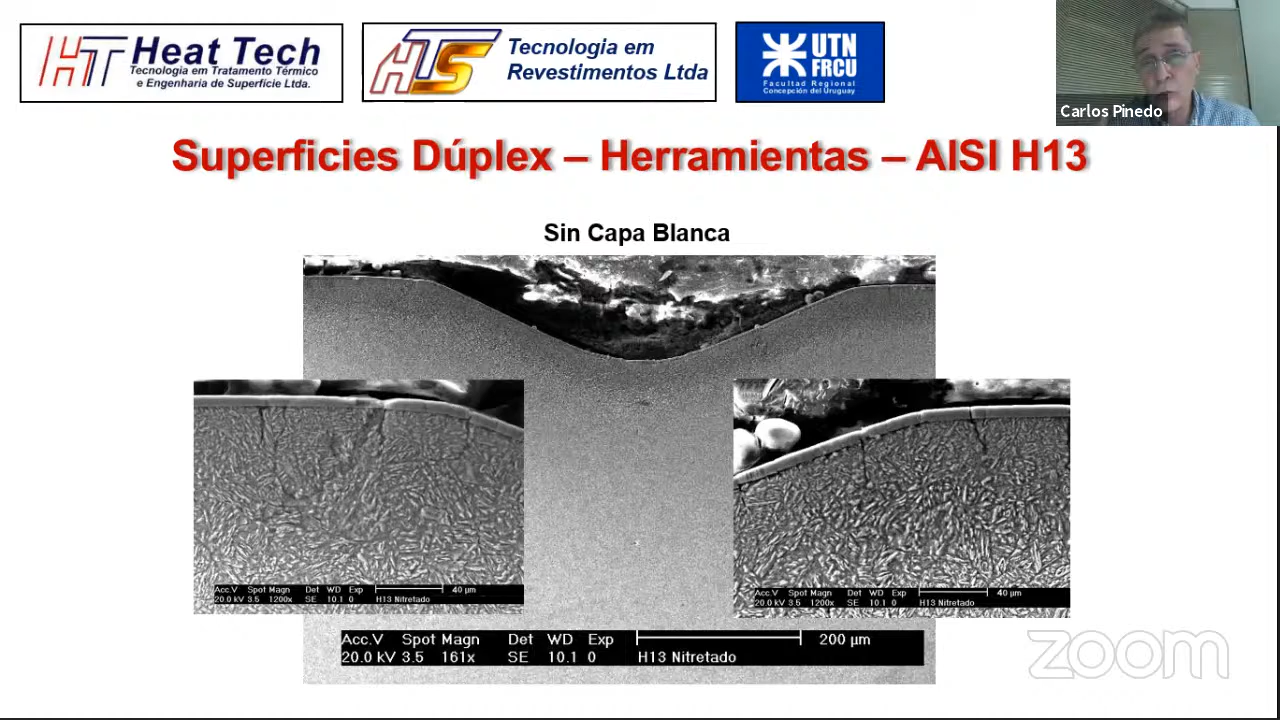 HT Heat Tech
Tecnologia em Tratamento Térmico
e Engenharia de Superfície Ltda.
HTS
Tecnologia em
Revestimentos Ltda
UTN
FRCU
Facultad Regional
Concepción del Uruguay
Carlos Pinedo
Superficies Dúplex – Herramientas – AISI H13
Sin Capa Blanca
Acc.V Spot Magn Det WD Exp 40 µm
20.0 kV 3.5 1200x SE 10.1 0 H13 Nitretado
Acc.V Spot Magn Det WD Exp 40 µm
20.0 kV 3.5 1200x SE 10.1 0 H13 Nitretado
Acc.V Spot Magn Det WD Exp 200 µm
20.0 kV 3.5 161x SE 10.1 0 H13 Nitretado
zoom